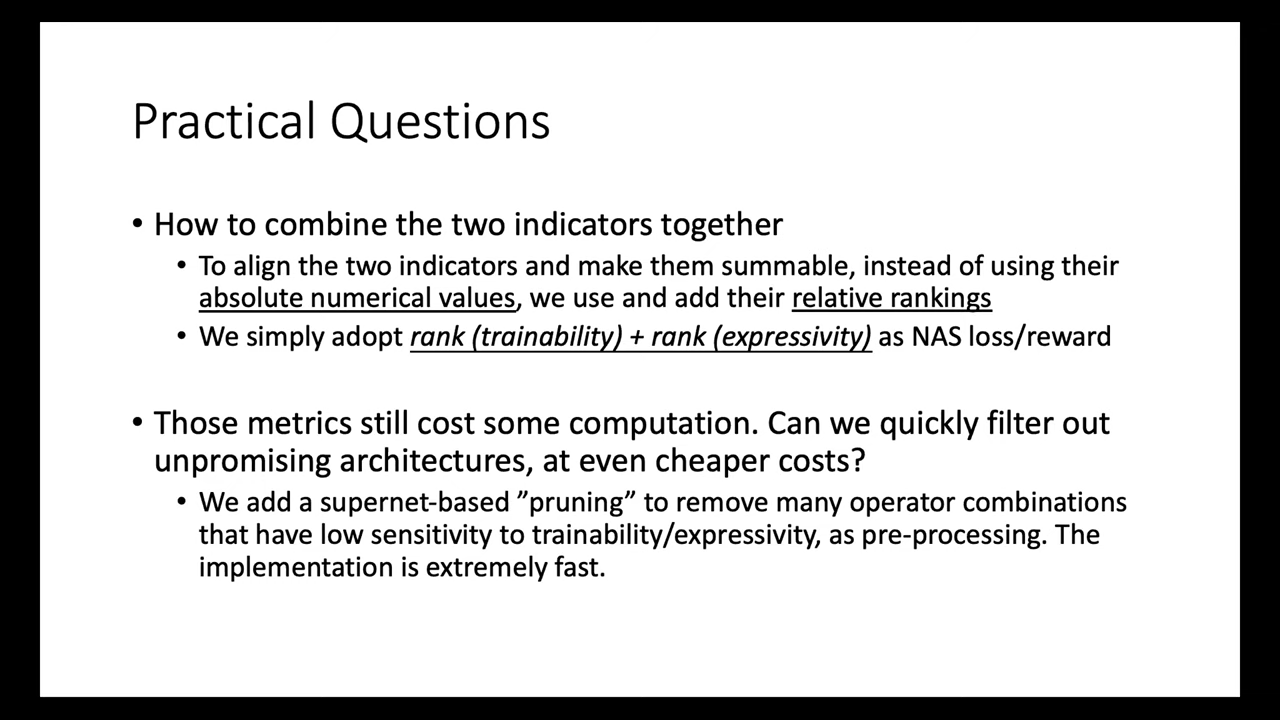 Practical Questions
• How to combine the two indicators together
• To align the two indicators and make them summable, instead of using their
absolute numerical values, we use and add their relative rankings
• We simply adopt rank (trainability) + rank (expressivity) as NAS loss/reward
• Those metrics still cost some computation. Can we quickly filter out
unpromising architectures, at even cheaper costs?
• We add a supernet-based ”pruning” to remove many operator combinations
that have low sensitivity to trainability/expressivity, as pre-processing. The
implementation is extremely fast.